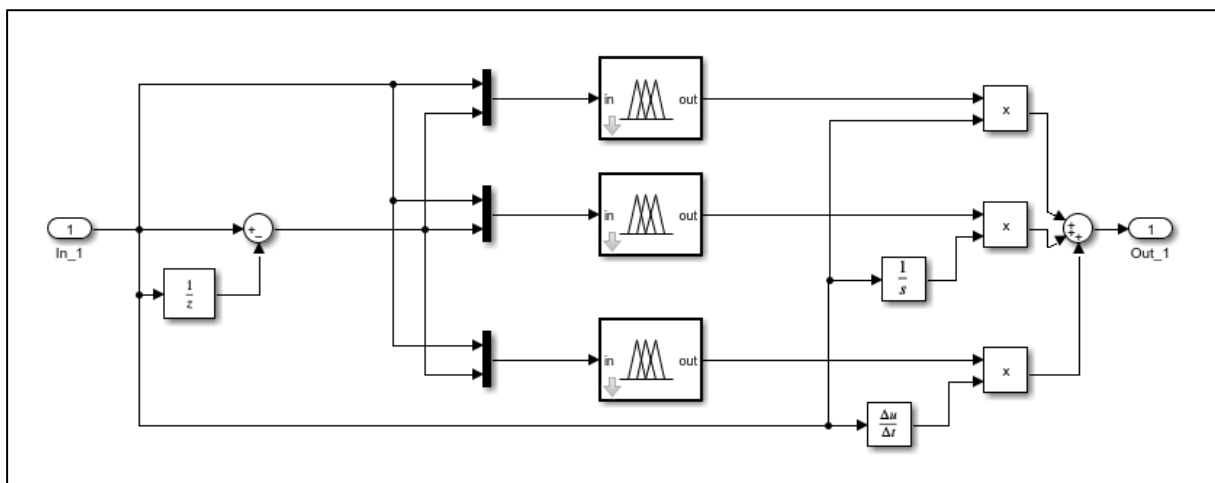 in
out
x
in
out
x
1
In_1
+
−
1
z
+
+
+
1
Out_1
1
s
in
out
x
Δu
Δt